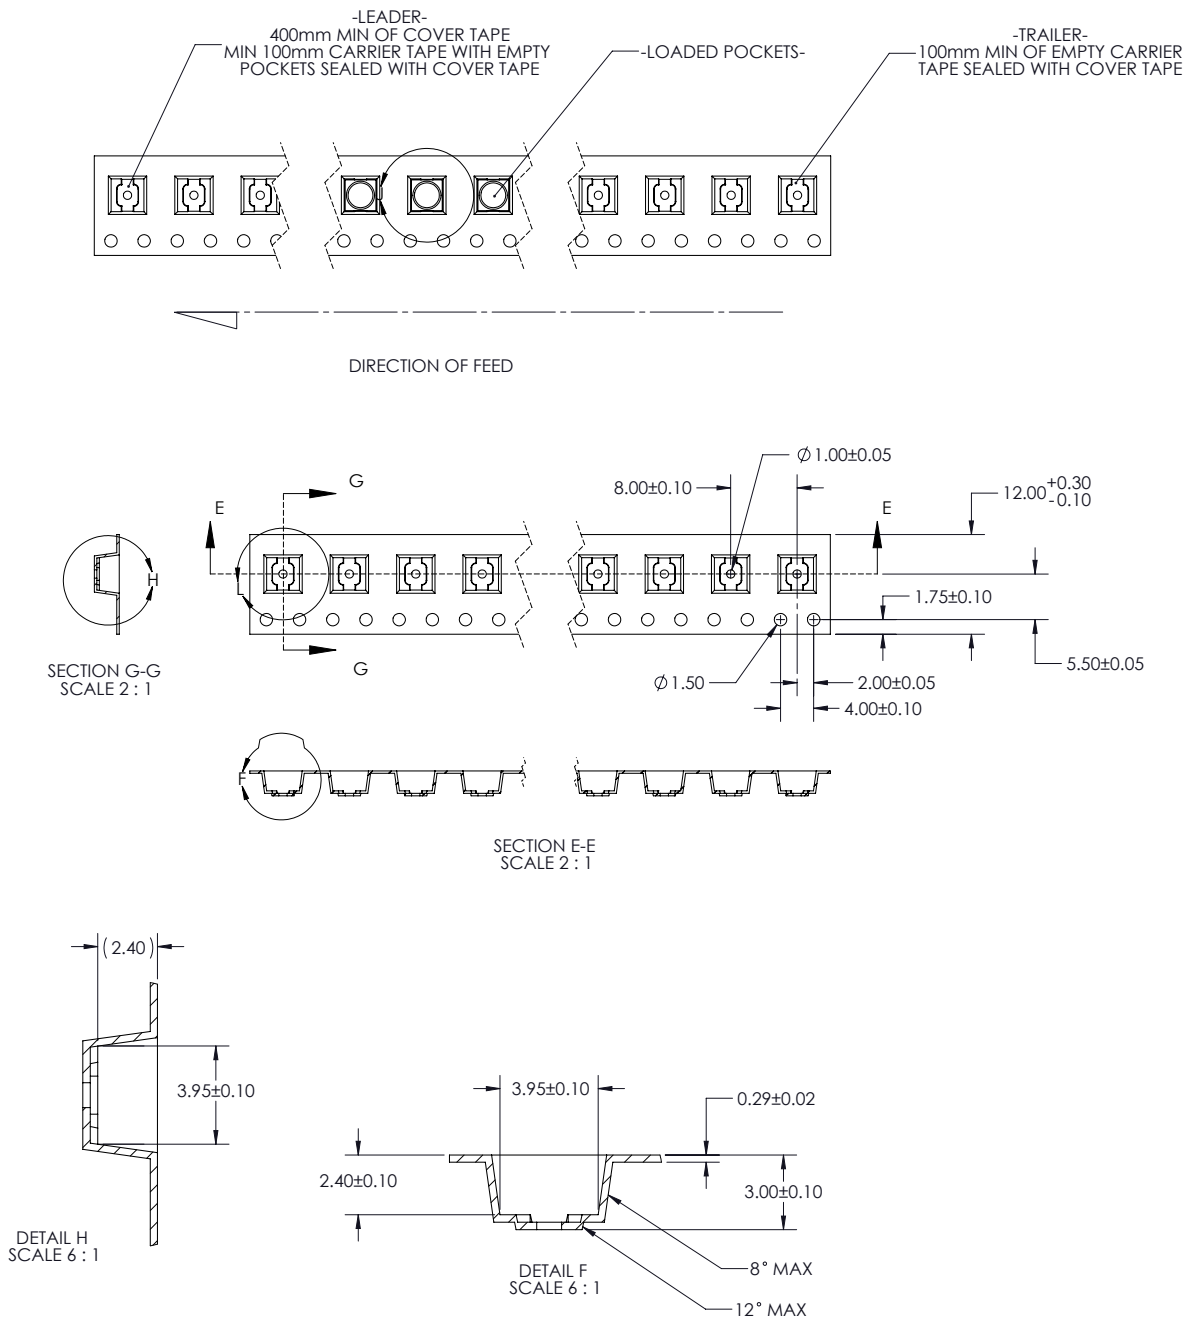 -LEADER-
400mm MIN OF COVER TAPE
MIN 100mm CARRIER TAPE WITH EMPTY
POCKETS SEALED WITH COVER TAPE
-LOADED POCKETS-
-TRAILER-
100mm MIN OF EMPTY CARRIER
TAPE SEALED WITH COVER TAPE
DIRECTION OF FEED
Ø1.00±0.05
8.00±0.10
12.00 +0.30
-0.10
G
E
E
H
L
1.75±0.10
G
5.50±0.05
SECTION G-G
SCALE 2 : 1
Ø1.50
2.00±0.05
4.00±0.10
F
SECTION E-E
SCALE 2 : 1
(2.40)
3.95±0.10
3.95±0.10
0.29±0.02
2.40±0.10
3.00±0.10
DETAIL H
SCALE 6 : 1
DETAIL F
SCALE 6 : 1
8° MAX
12° MAX